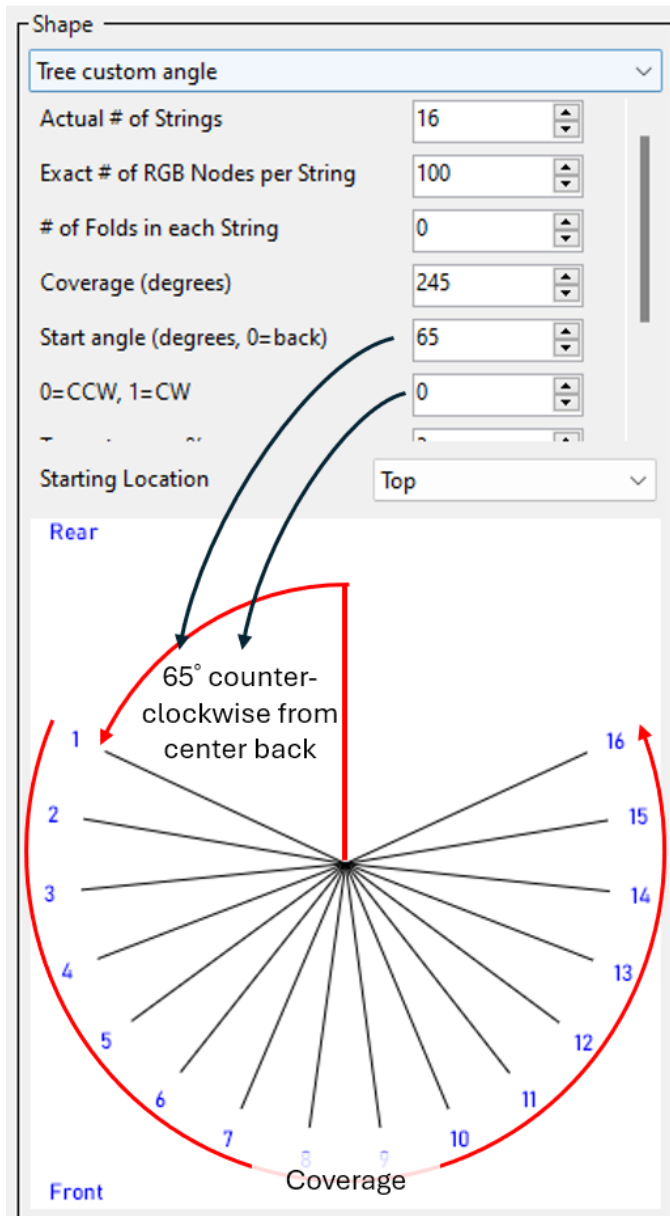 Shape
Tree custom angle
Actual # of Strings 16
Exact # of RGB Nodes per String 100
# of Folds in each String 0
Coverage (degrees) 245
Start angle (degrees, 0=back) 65
0=CCW, 1=CW 0
Starting Location Top
Rear
65° counter-
clockwise from
center back
1 16
2 15
3 14
4 13
5 12
6 11
7 10
8 9
Coverage
Front